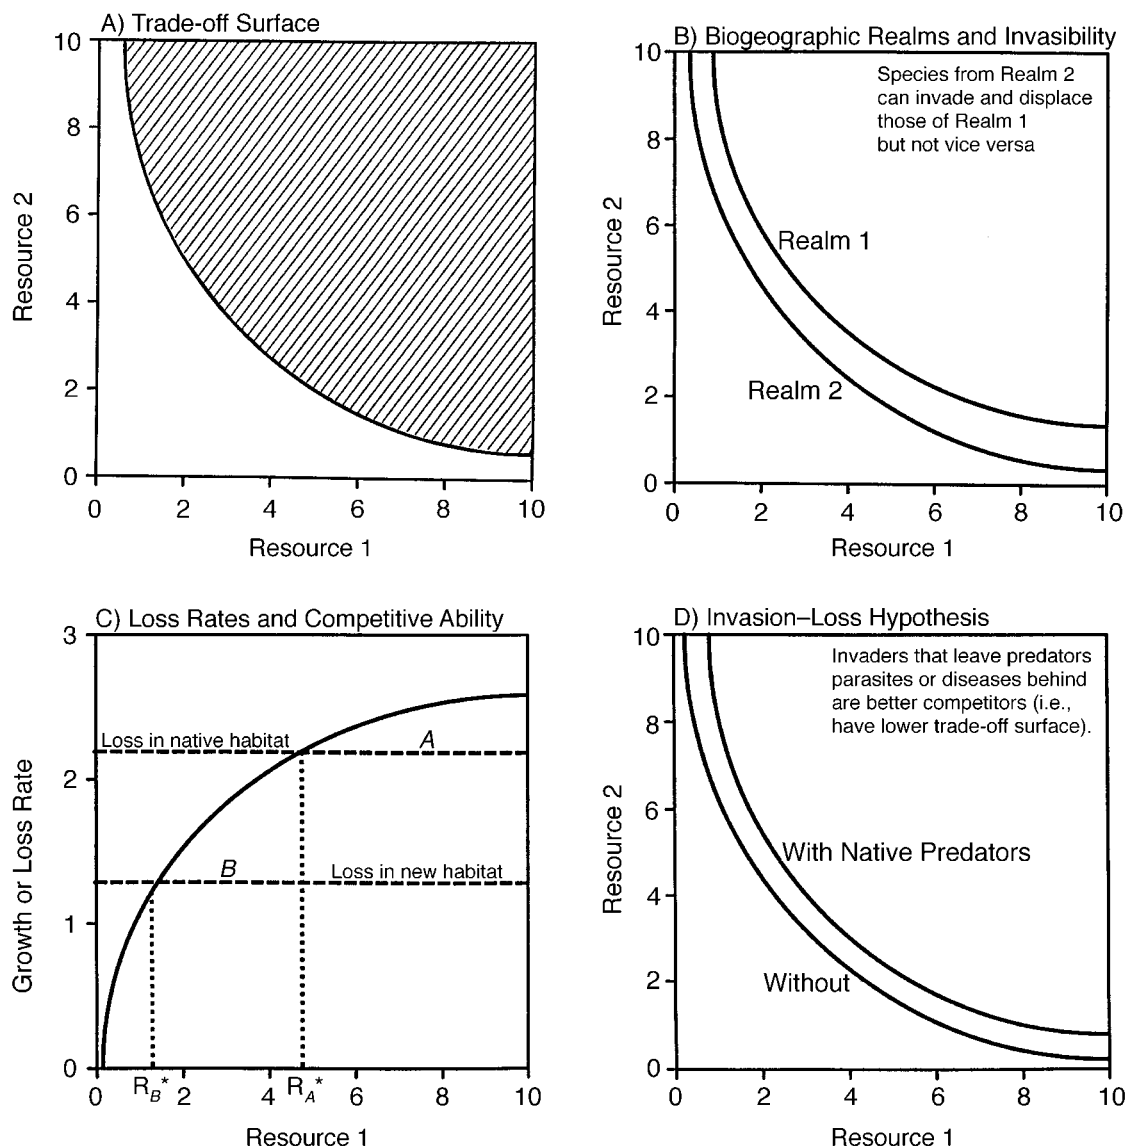 A) Trade-off Surface
10
8
6
4
2
0
Resource 2
0 2 4 6 8 10
Resource 1
B) Biogeographic Realms and Invasibility
10
8
6
4
2
0
Resource 2
Species from Realm 2
can invade and displace
those of Realm 1
but not vice versa
Realm 1
Realm 2
0 2 4 6 8 10
Resource 1
C) Loss Rates and Competitive Ability
3
2
1
0
Growth or Loss Rate
Loss in native habitat A
B Loss in new habitat
0 R_B* 2 4 R_A* 6 8 10
Resource 1
D) Invasion–Loss Hypothesis
10
8
6
4
2
0
Resource 2
Invaders that leave predators
parasites or diseases behind
are better competitors (i.e.,
have lower trade-off surface).
With Native Predators
Without
0 2 4 6 8 10
Resource 1